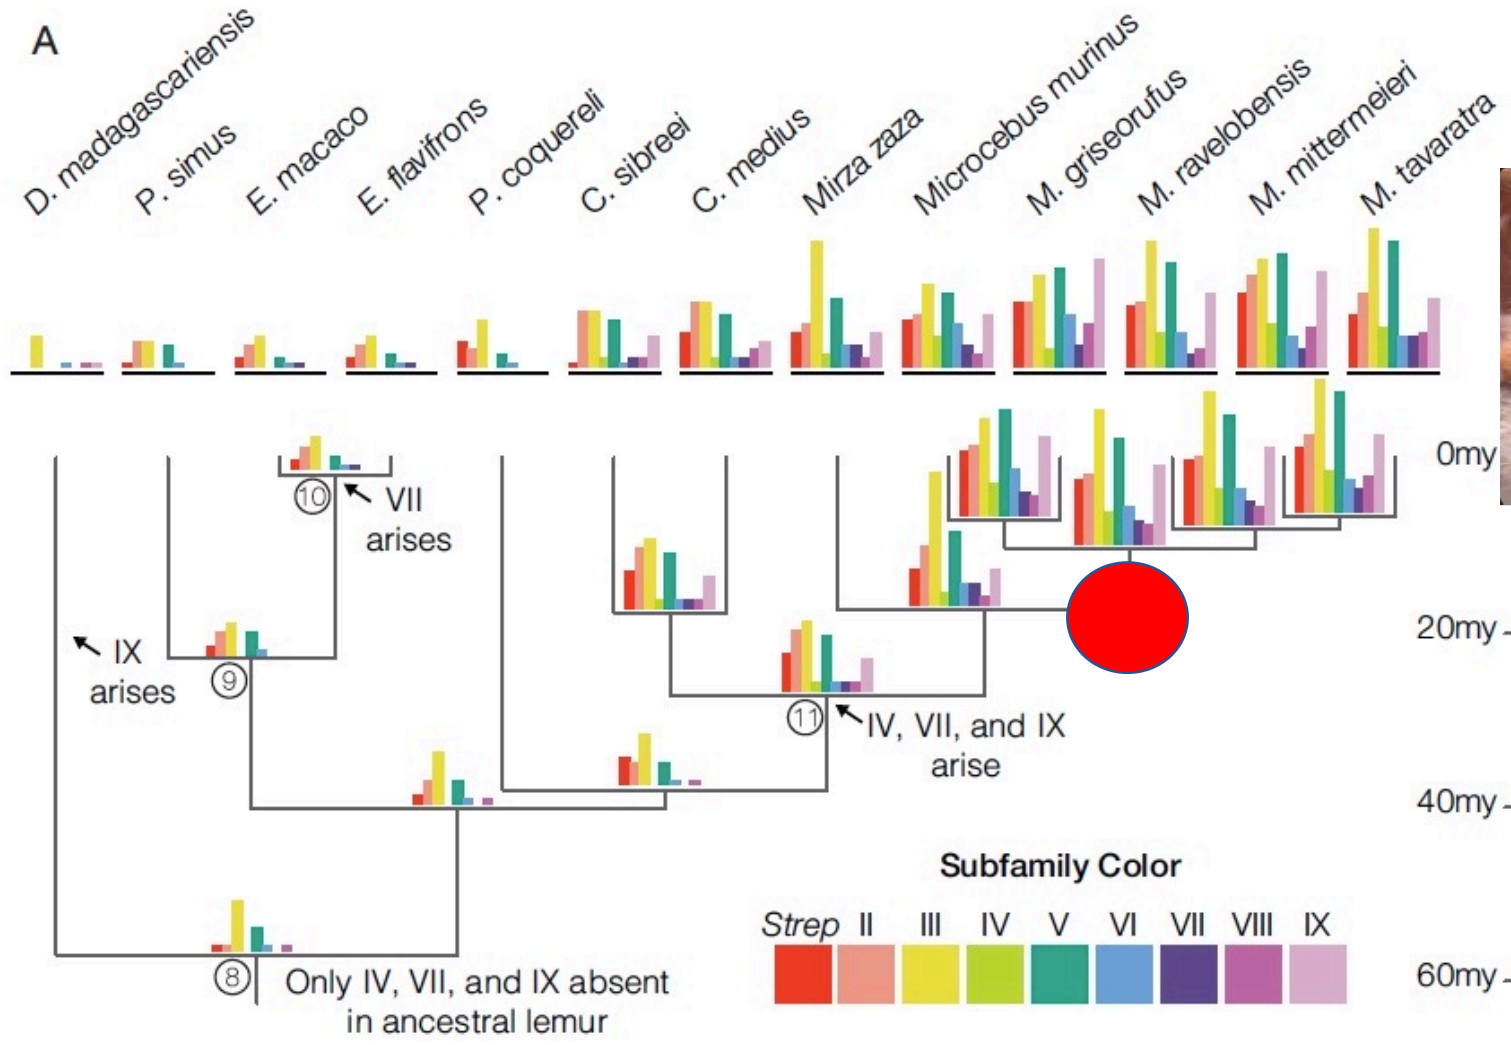 A
D. madagascariensis
P. simus
E. macaco
E. flavifrons
P. coquereli
C. sibreei
C. medius
Mirza zaza
Microcebus murinus
M. griseorufus
M. ravelobensis
M. mittermeieri
M. tavaratra
0my
10
VII
arises
20my
IX
arises
9
11
IV, VII, and IX
arise
40my
Subfamily Color
Strep II III IV V VI VII VIII IX
60my
8
Only IV, VII, and IX absent
in ancestral lemur